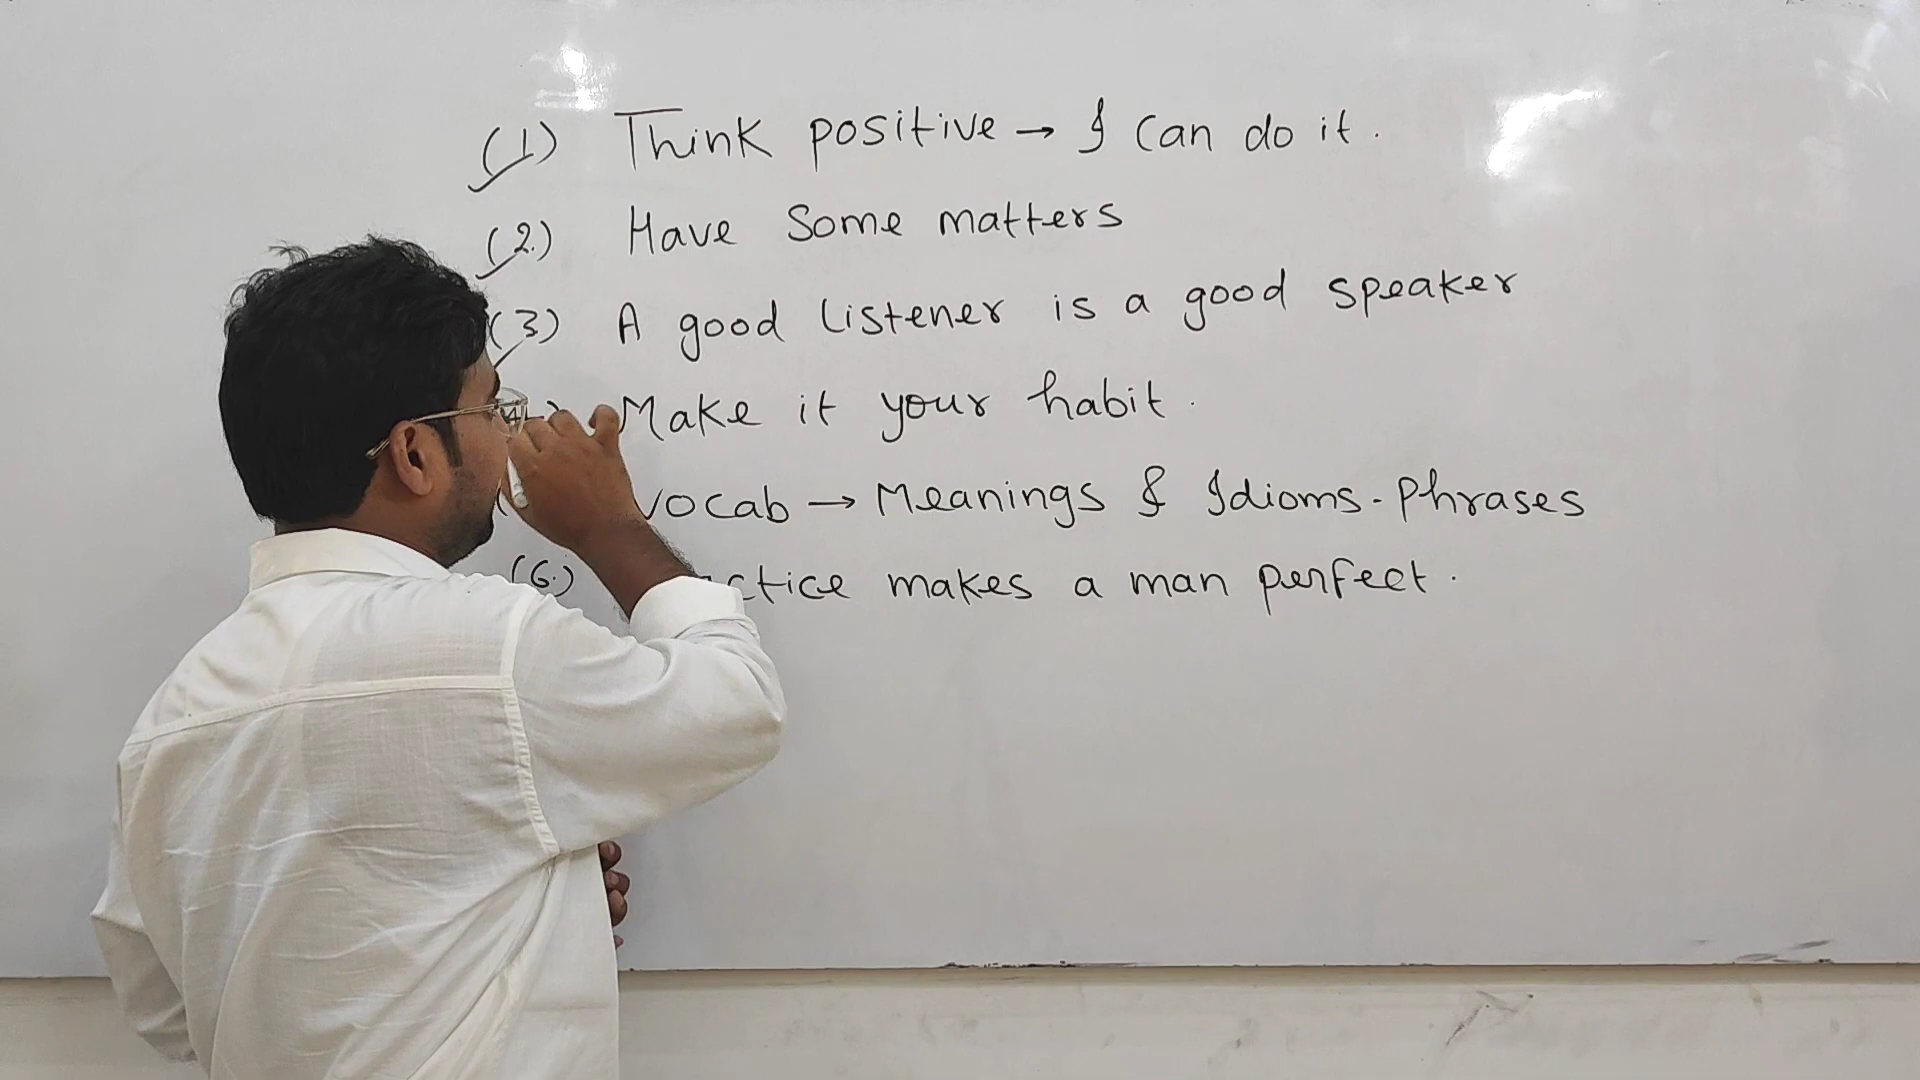 (1) Think positive → I can do it.
(2.) Have Some matters
(3) A good listener is a good speaker
Make it your habit.
Vocab → Meanings & Idioms-Phrases
(6.) makes a man perfect.